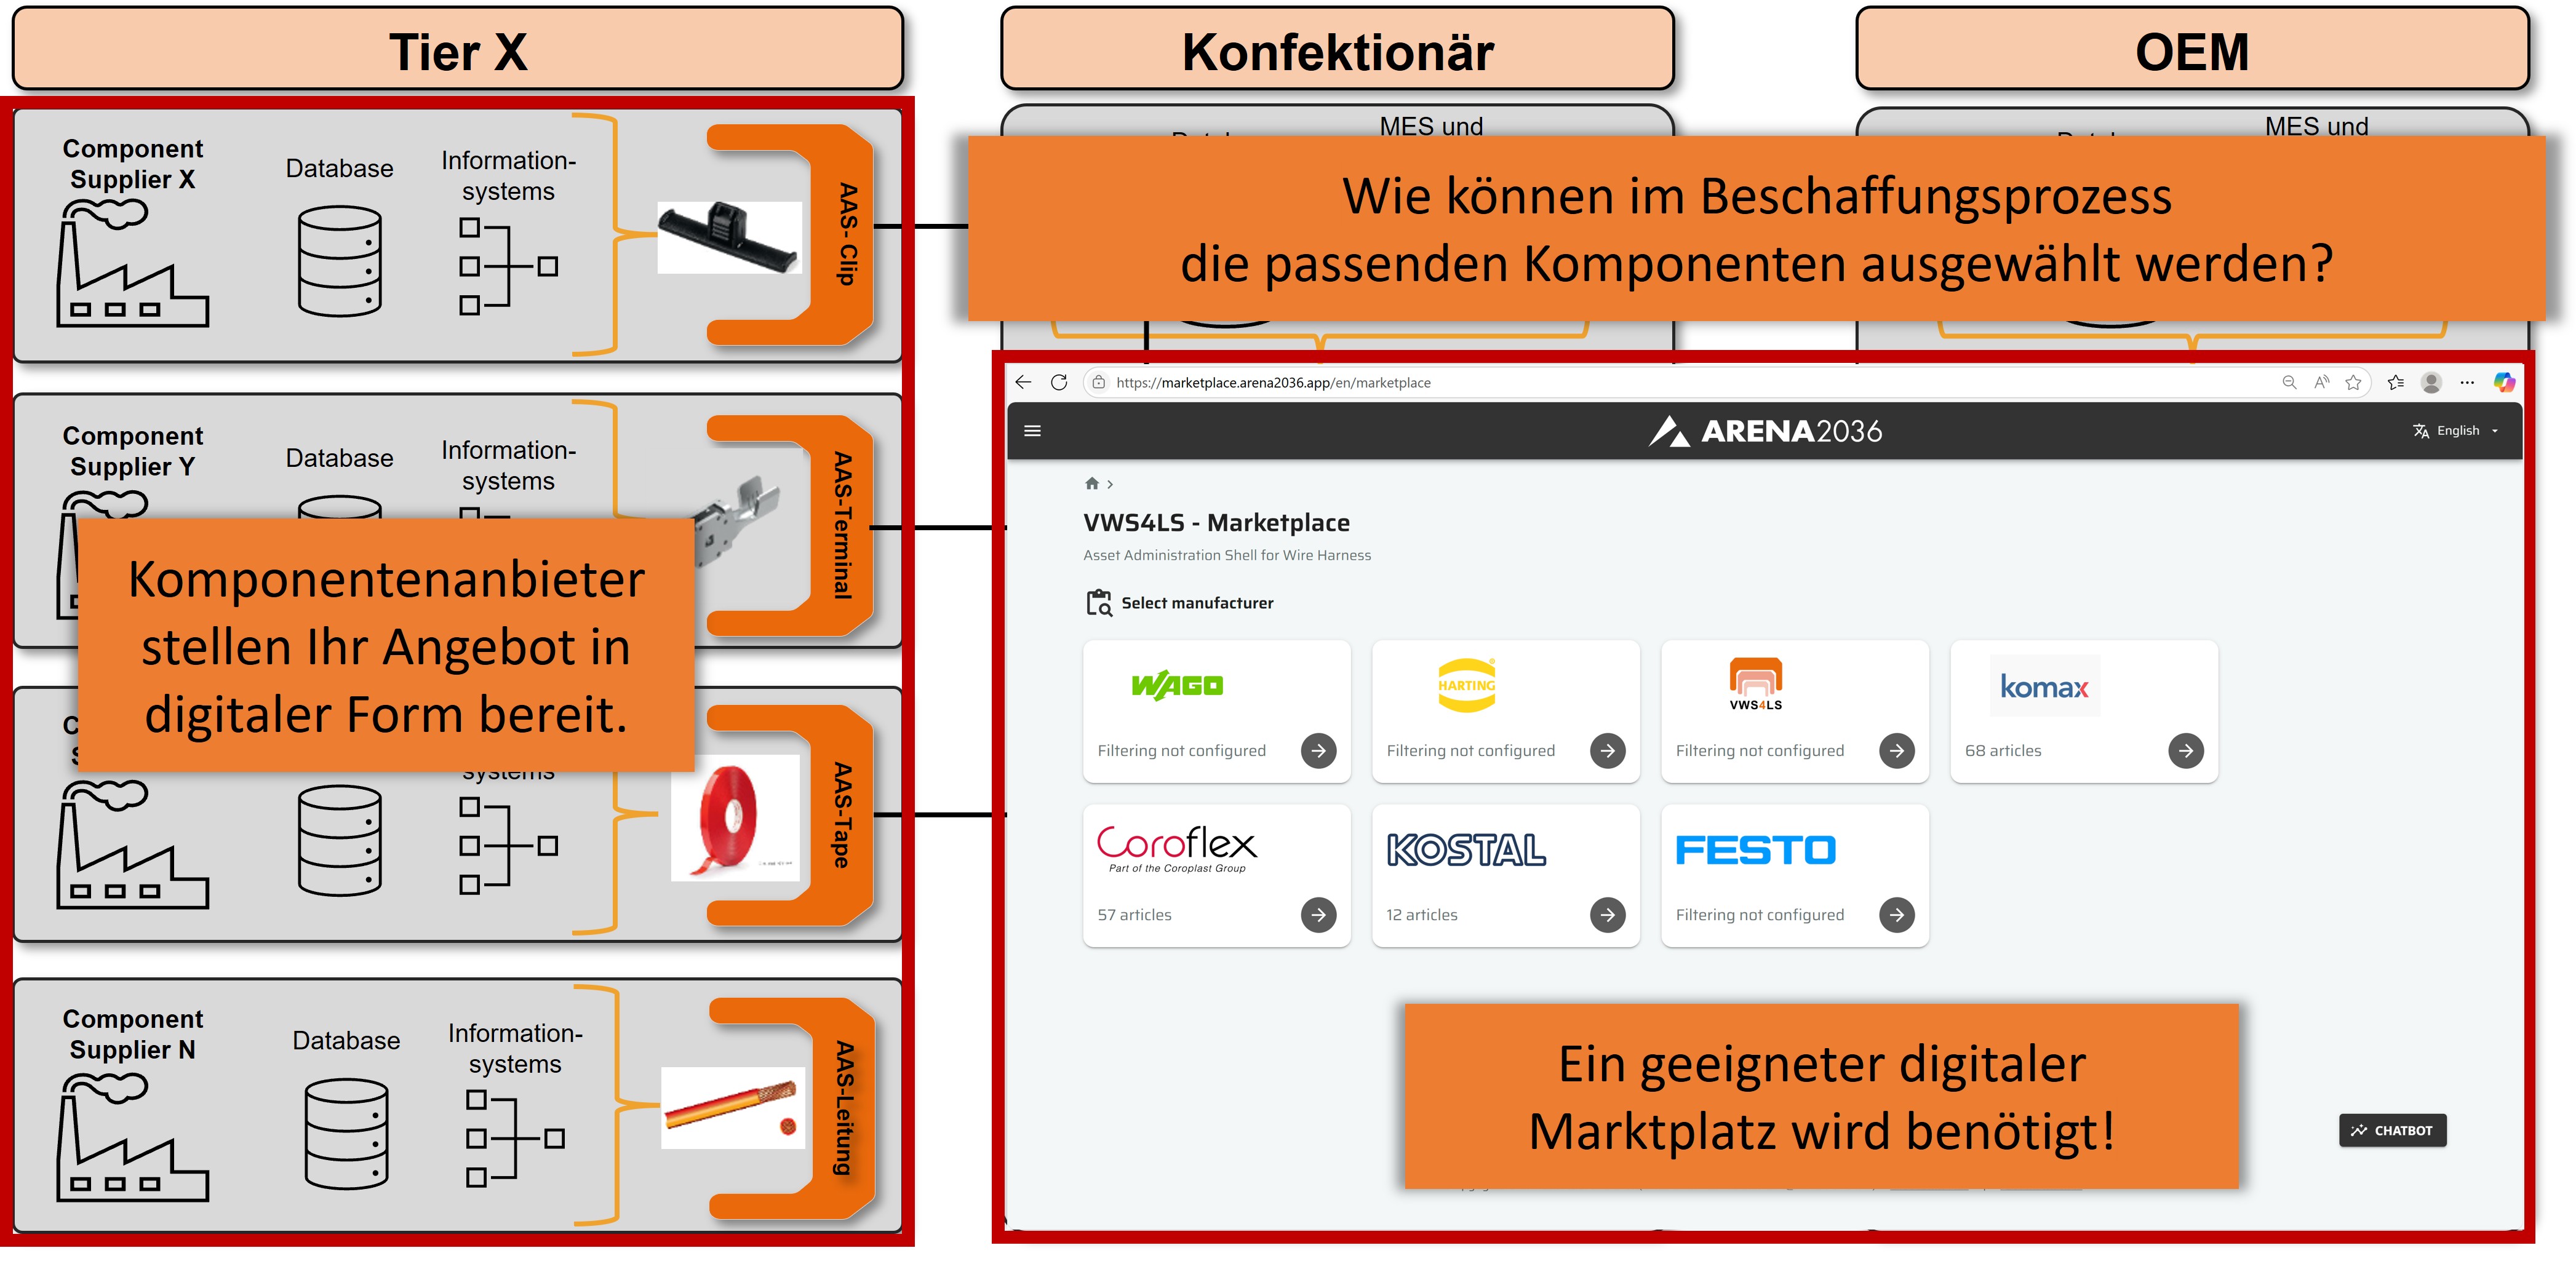 Tier X
Konfektionär
OEM
Component
Supplier X
Database
Information-
systems
AAS- Clip
MES und
MES und
Wie können im Beschaffungsprozess
die passenden Komponenten ausgewählt werden?
Component
Supplier Y
Database
Information-
systems
AAS-Terminal
Komponentenanbieter
stellen Ihr Angebot in
digitaler Form bereit.
systems
AAS-Tape
Component
Supplier N
Database
Information-
systems
AAS-Leitung
https://marketplace.arena2036.app/en/marketplace
ARENA2036
English
VWS4LS - Marketplace
Asset Administration Shell for Wire Harness
Select manufacturer
WAGO
Filtering not configured
HARTING
Filtering not configured
VWS4LS
Filtering not configured
komax
68 articles
Coroflex
Part of the Coroplast Group
57 articles
KOSTAL
12 articles
FESTO
Filtering not configured
Ein geeigneter digitaler
Marktplatz wird benötigt!
CHATBOT